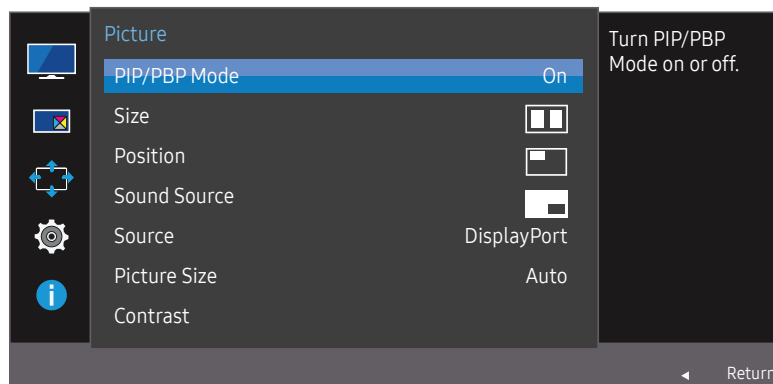 Picture
PIP/PBP Mode On
Size
Position
Sound Source
Source DisplayPort
Picture Size Auto
Contrast
Turn PIP/PBP
Mode on or off.
Return